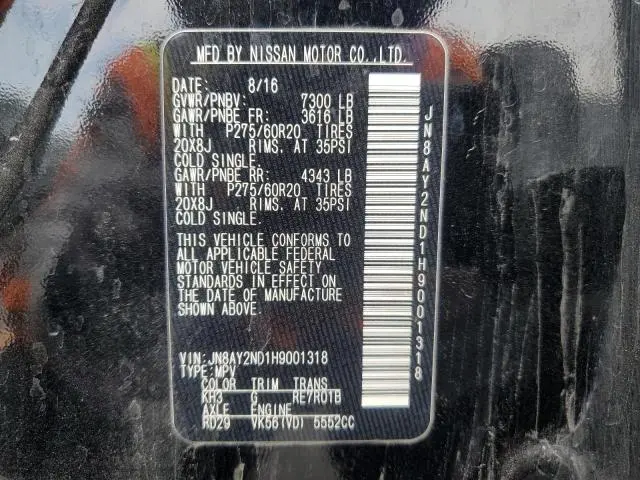 MFD BY NISSAN MOTOR CO.,LTD.
DATE: 8/16
GVWR/PNBV: 7300 LB
GAWR/PNBE FR: 3616 LB
WITH P275/60R20 TIRES
20X8J RIMS, AT 35PSI
COLD SINGLE.
GAWR/PNBE RR: 4343 LB
WITH P275/60R20 TIRES
20X8J RIMS, AT 35PSI
COLD SINGLE.
THIS VEHICLE CONFORMS TO
ALL APPLICABLE FEDERAL
MOTOR VEHICLE SAFETY
STANDARDS IN EFFECT ON
THE DATE OF MANUFACTURE
SHOWN ABOVE.
VIN:JN8AY2ND1H9001318
TYPE:MPV
COLOR TRIM TRANS
KH3 G RE7R01B
AXLE ENGINE
RD29 VK56(VD) 5552CC
JN8AY2ND1H9001318